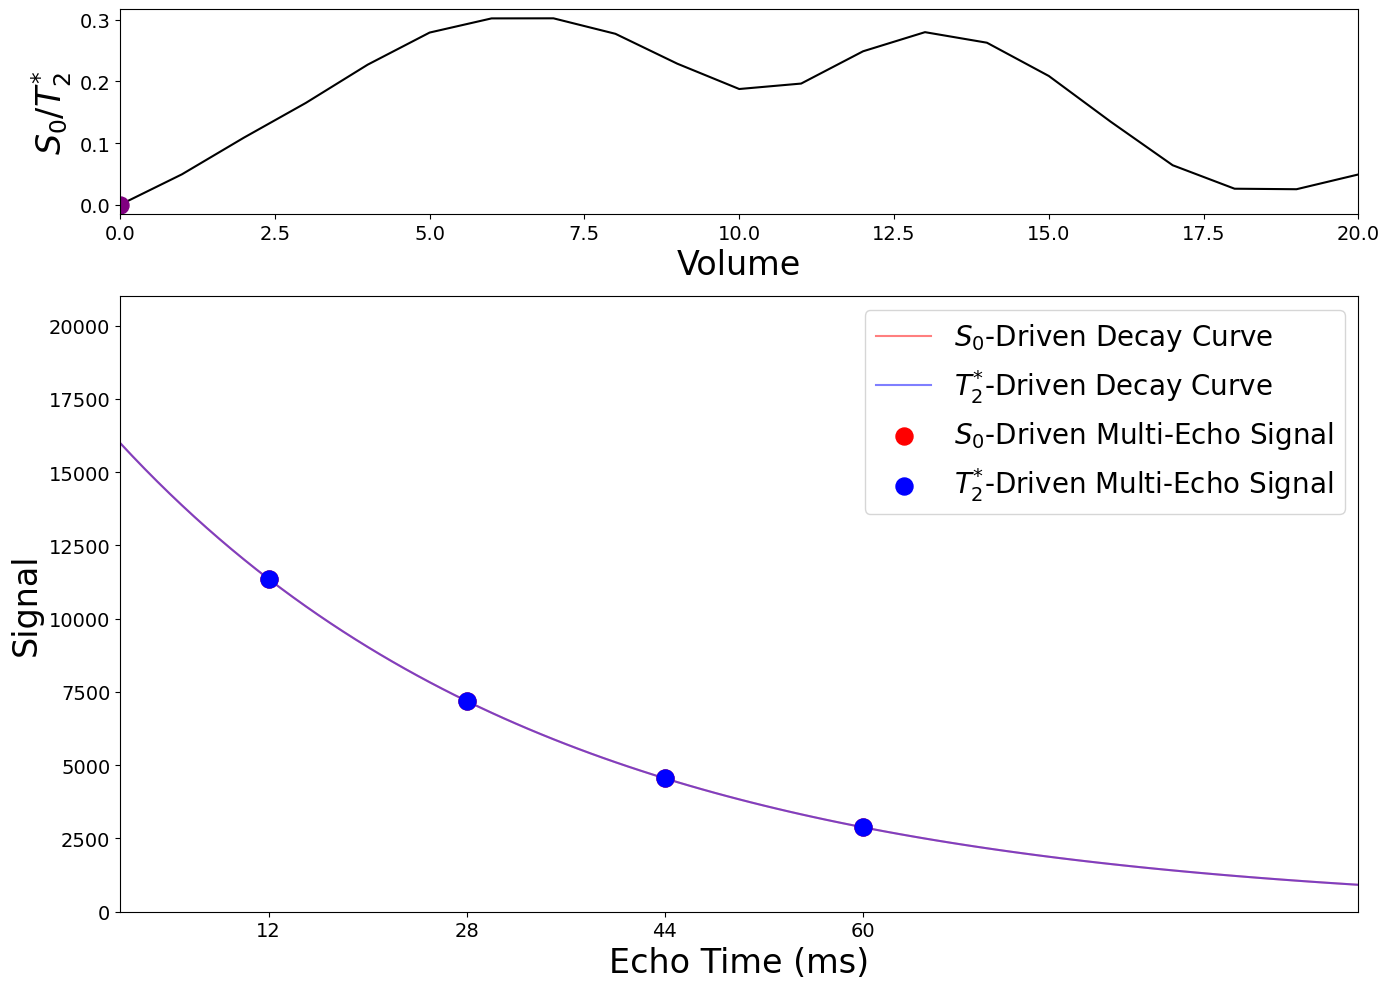 S₀/T₂*
0.3
0.2
0.1
0.0
0.0 2.5 5.0 7.5 10.0 12.5 15.0 17.5 20.0
Volume
Signal
20000
17500
15000
12500
10000
7500
5000
2500
0
S₀-Driven Decay Curve
T₂*-Driven Decay Curve
S₀-Driven Multi-Echo Signal
T₂*-Driven Multi-Echo Signal
12 28 44 60
Echo Time (ms)